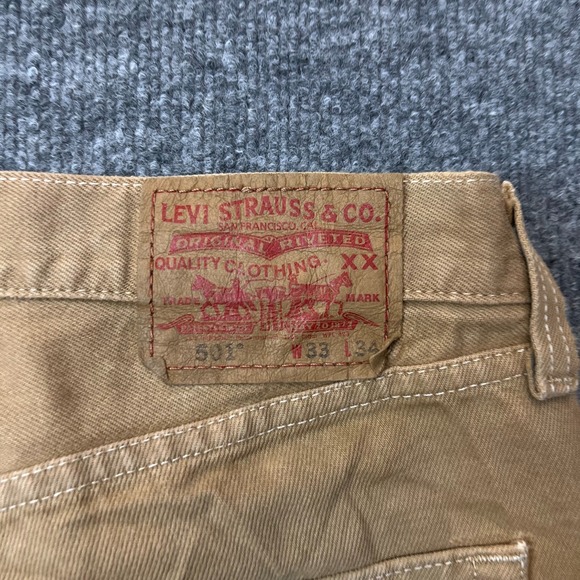 LEVI STRAUSS & CO.
SAN FRANCISCO, CAL.
ORIGINAL RIVETED
QUALITY CLOTHING. XX
TRADE MARK
501® W 33 L 34